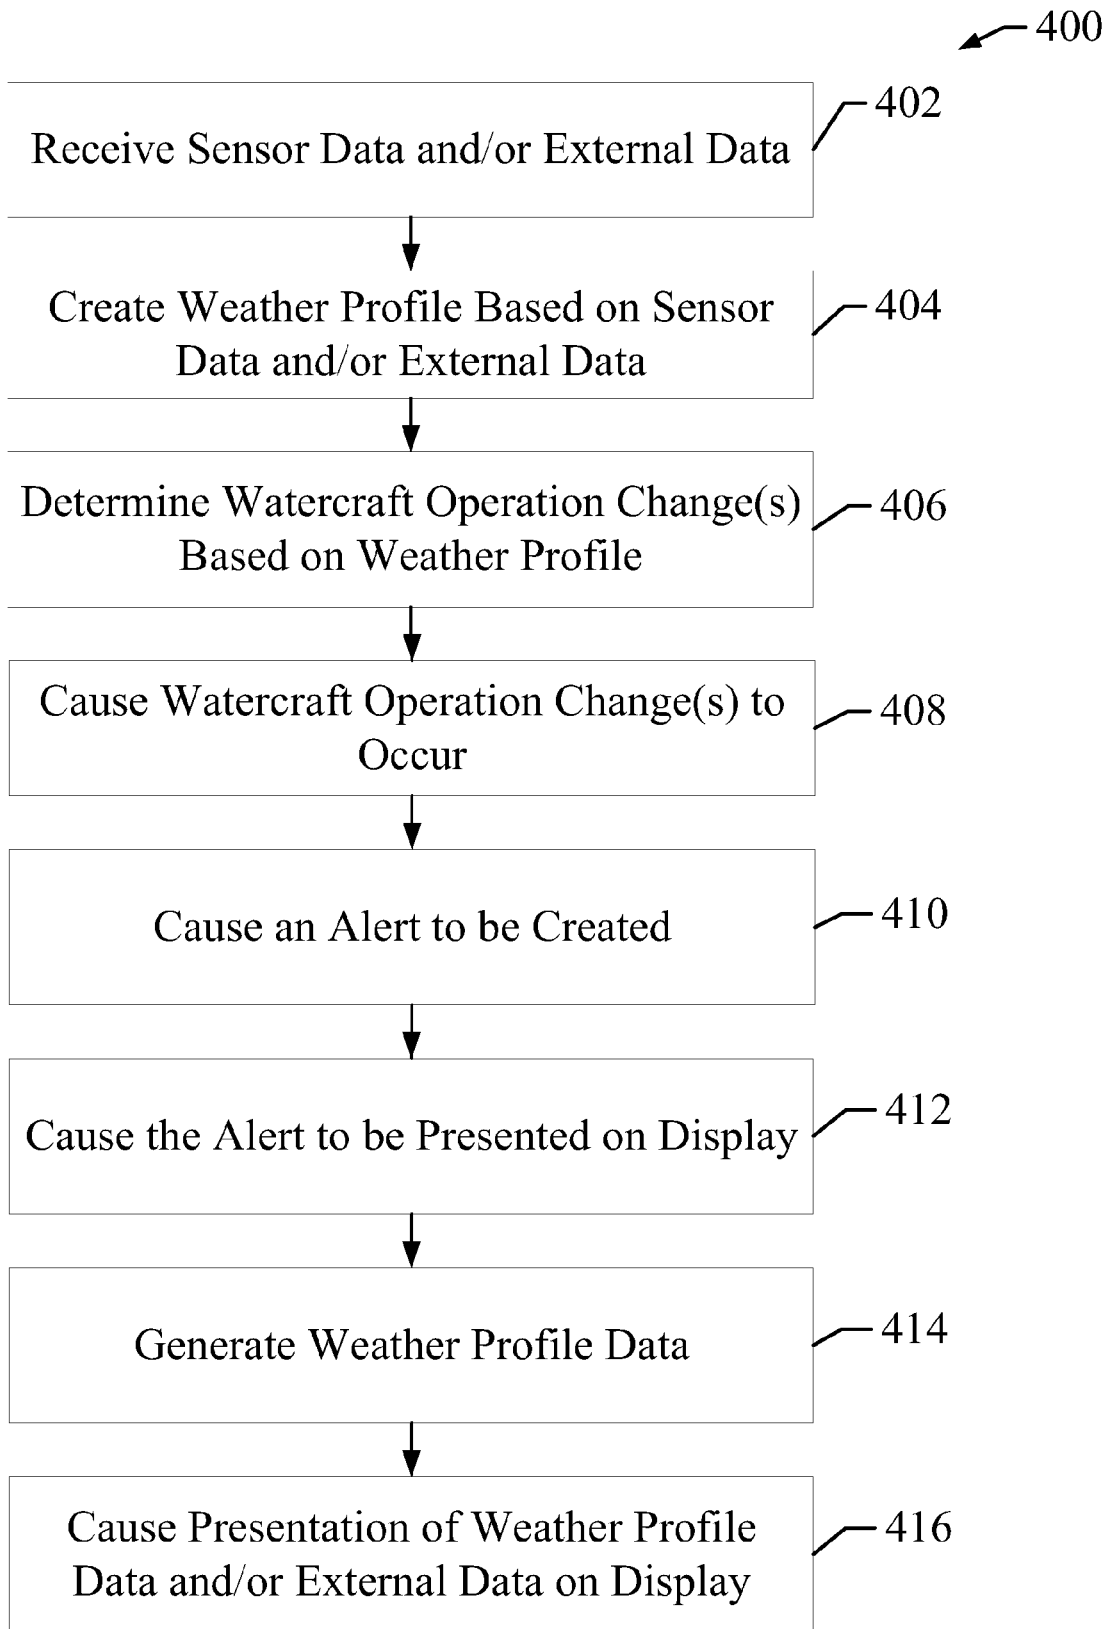 400
Receive Sensor Data and/or External Data
402
Create Weather Profile Based on Sensor
Data and/or External Data
404
Determine Watercraft Operation Change(s)
Based on Weather Profile
406
Cause Watercraft Operation Change(s) to
Occur
408
Cause an Alert to be Created
410
Cause the Alert to be Presented on Display
412
Generate Weather Profile Data
414
Cause Presentation of Weather Profile
Data and/or External Data on Display
416